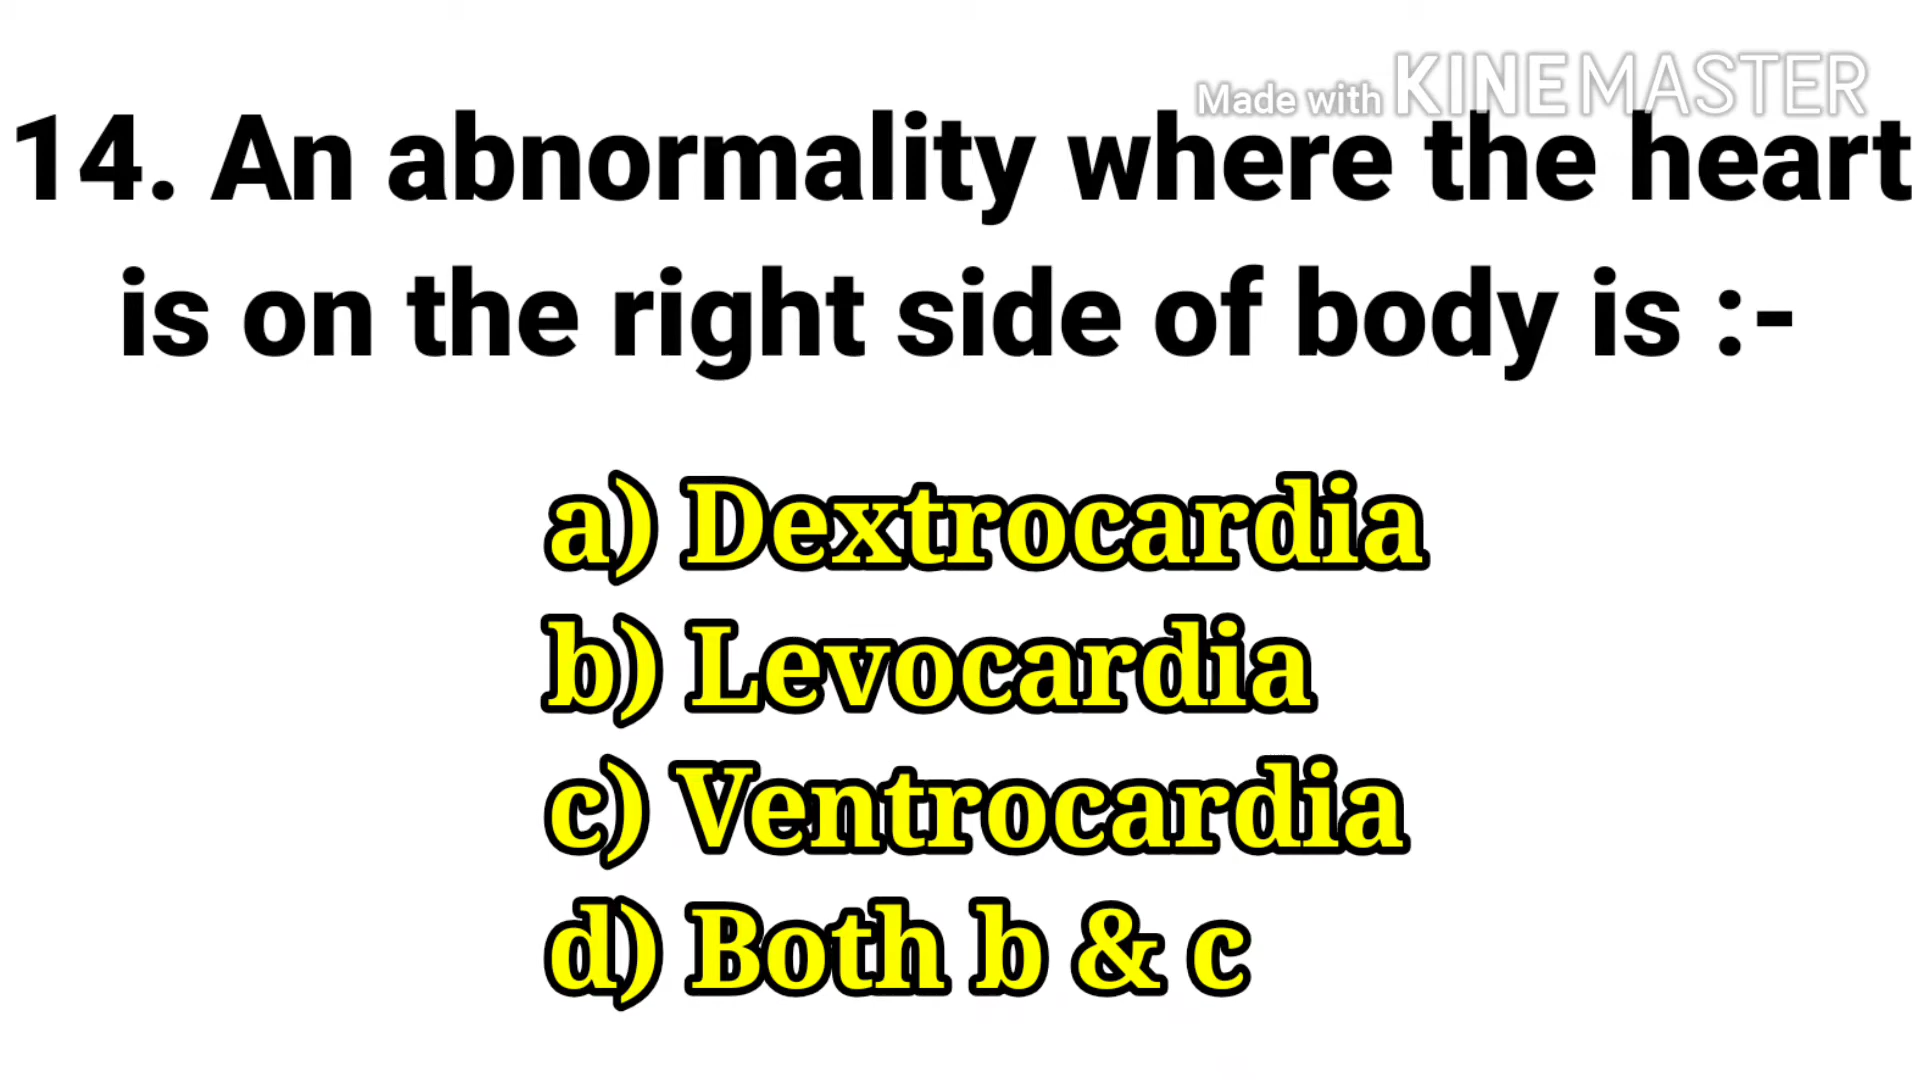 Made with KINEMASTER
14. An abnormality where the heart
is on the right side of body is :-
a) Dextrocardia
b) Levocardia
c) Ventrocardia
d) Both b & c